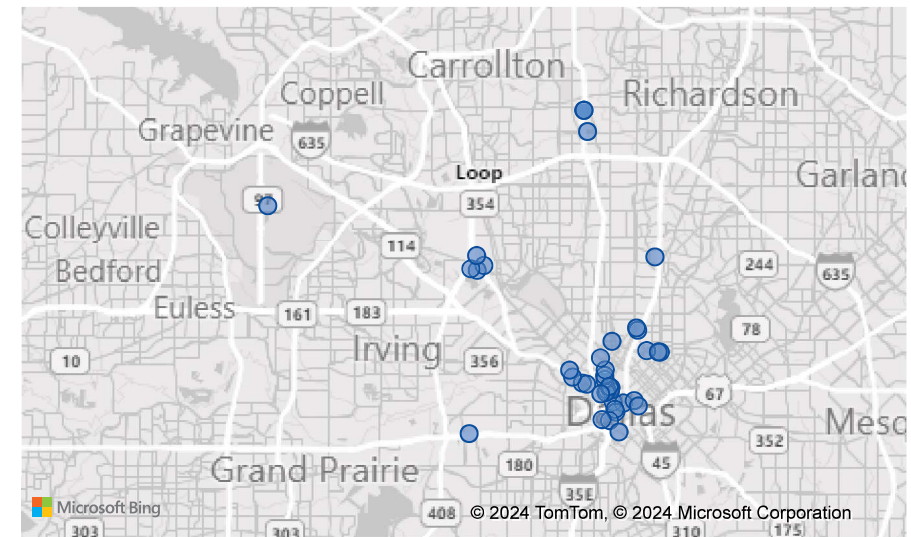 Carrollton
Coppell
Richardson
Grapevine
635
Loop
Garland
97
354
Colleyville
114
244
635
Bedford
Euless
161
183
78
Irving
10
356
67
Dallas
Mesq
352
Grand Prairie
180
45
35E
Microsoft Bing
408
© 2024 TomTom, © 2024 Microsoft Corporation
303
303
310
175